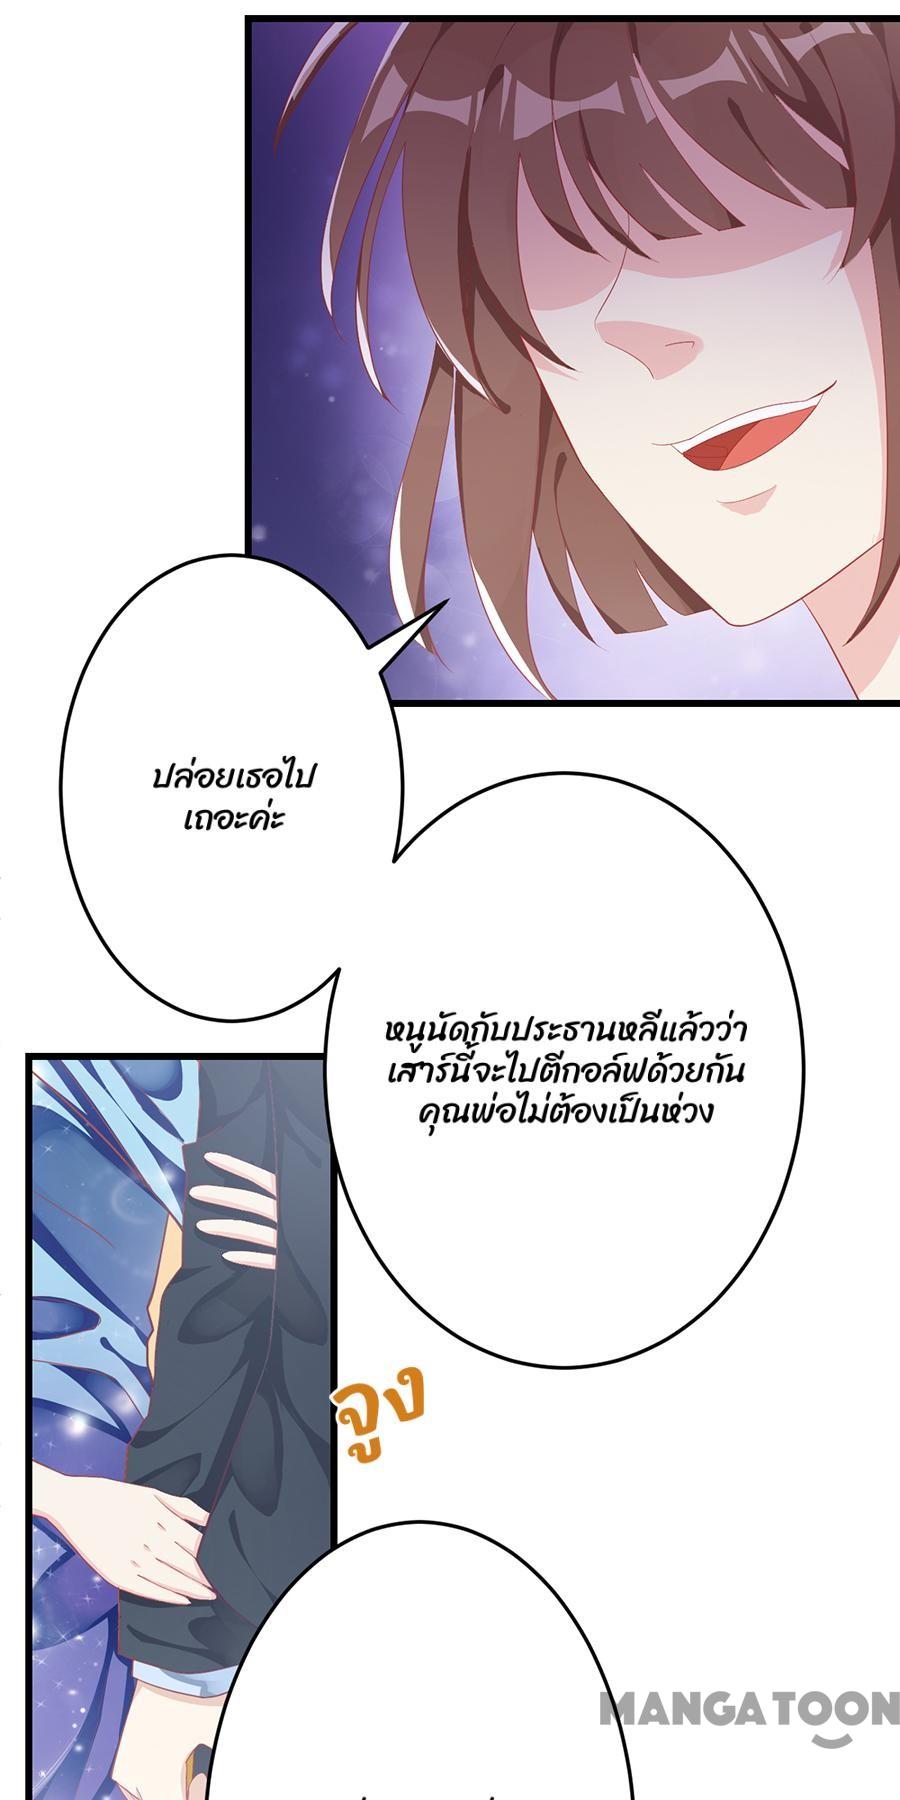 ปล่อยเธอไป
เถอะค่ะ
หนูนัดกับประธานหลีแล้วว่า
เสาร์นี้จะไปตีกอล์ฟด้วยกัน
คุณพ่อไม่ต้องเป็นห่วง
จูง
MANGATOON